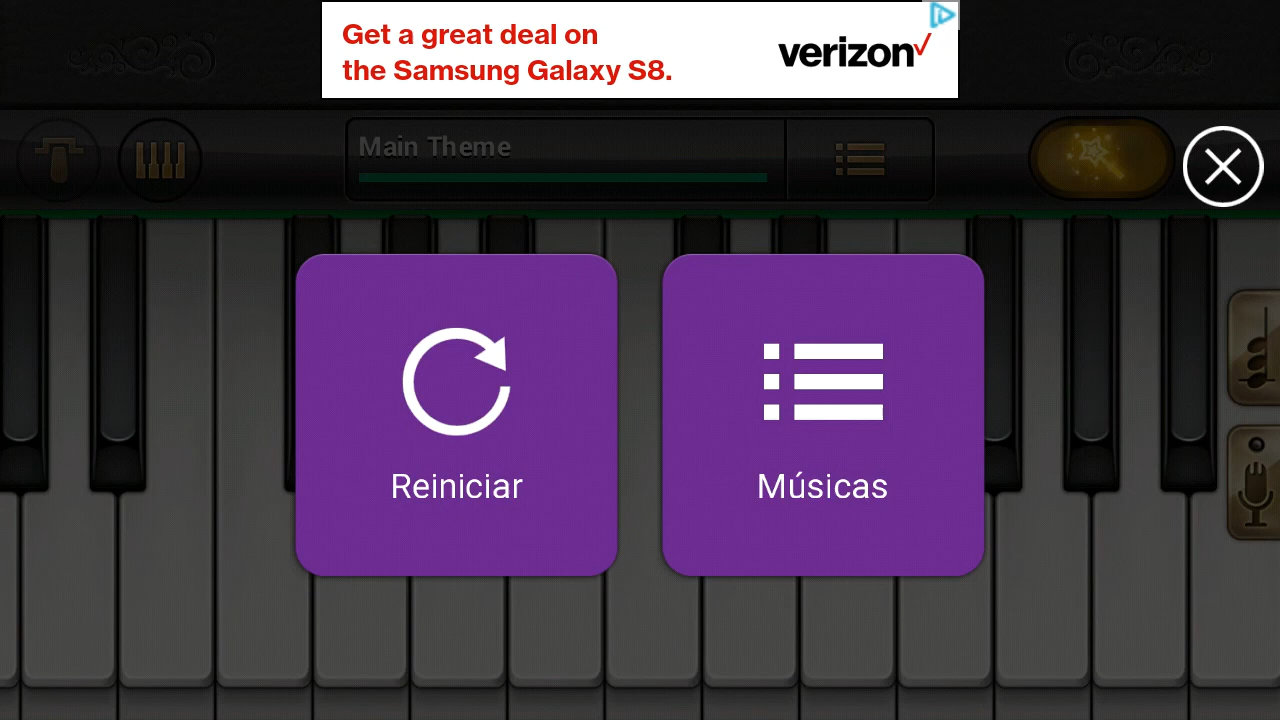 Get a great deal on
the Samsung Galaxy S8.
verizon
Main Theme
Reiniciar
Músicas